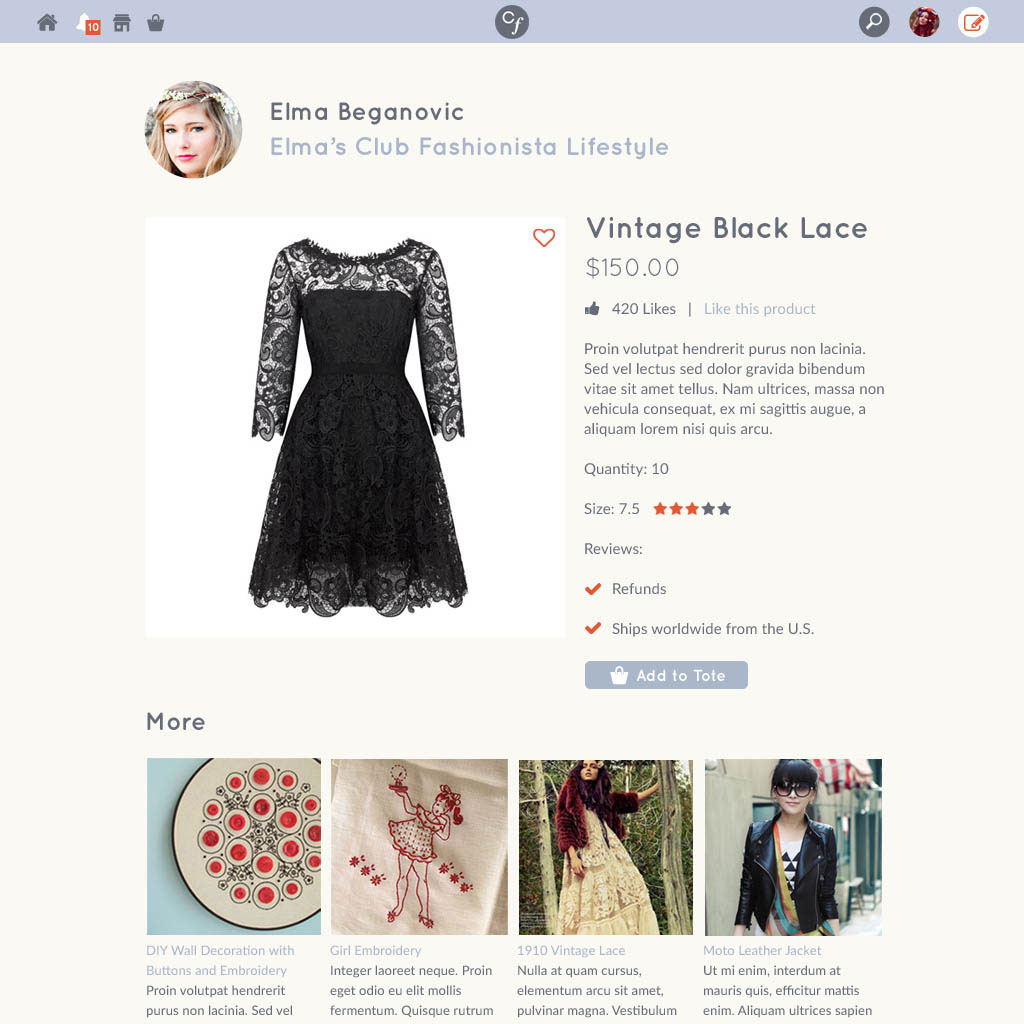 10
Cf
Elma Beganovic
Elma's Club Fashionista Lifestyle
Vintage Black Lace
$150.00
420 Likes | Like this product
Proin volutpat hendrerit purus non lacinia.
Sed vel lectus sed dolor gravida bibendum
vitae sit amet tellus. Nam ultrices, massa non
vehicula consequat, ex mi sagittis augue, a
aliquam lorem nisi quis arcu.
Quantity: 10
Size: 7.5
Reviews:
Refunds
Ships worldwide from the U.S.
Add to Tote
More
DIY Wall Decoration with
Buttons and Embroidery
Proin volutpat hendrerit
purus non lacinia. Sed vel
Girl Embroidery
Integer laoreet neque. Proin
eget odio eu elit mollis
fermentum. Quisque rutrum
1910 Vintage Lace
Nulla at quam cursus,
elementum arcu sit amet,
pulvinar magna. Vestibulum
Moto Leather Jacket
Ut mi enim, interdum at
mauris quis, efficitur mattis
enim. Aliquam ultrices sapien